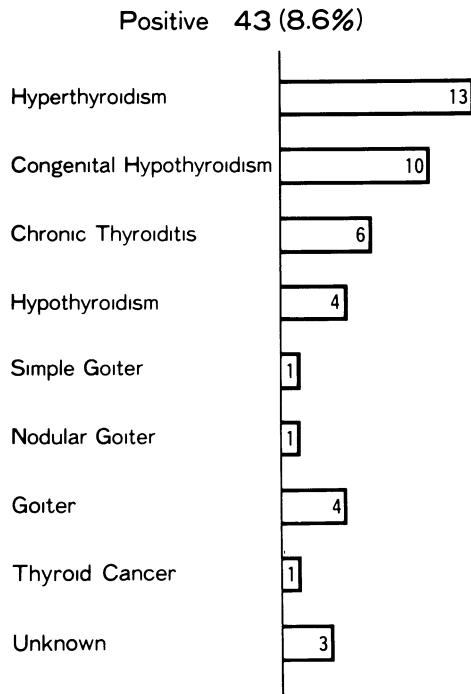 Positive 43 (8.6%)
Hyperthyroidism 13
Congenital Hypothyroidism 10
Chronic Thyroiditis 6
Hypothyroidism 4
Simple Goiter 1
Nodular Goiter 1
Goiter 4
Thyroid Cancer 1
Unknown 3